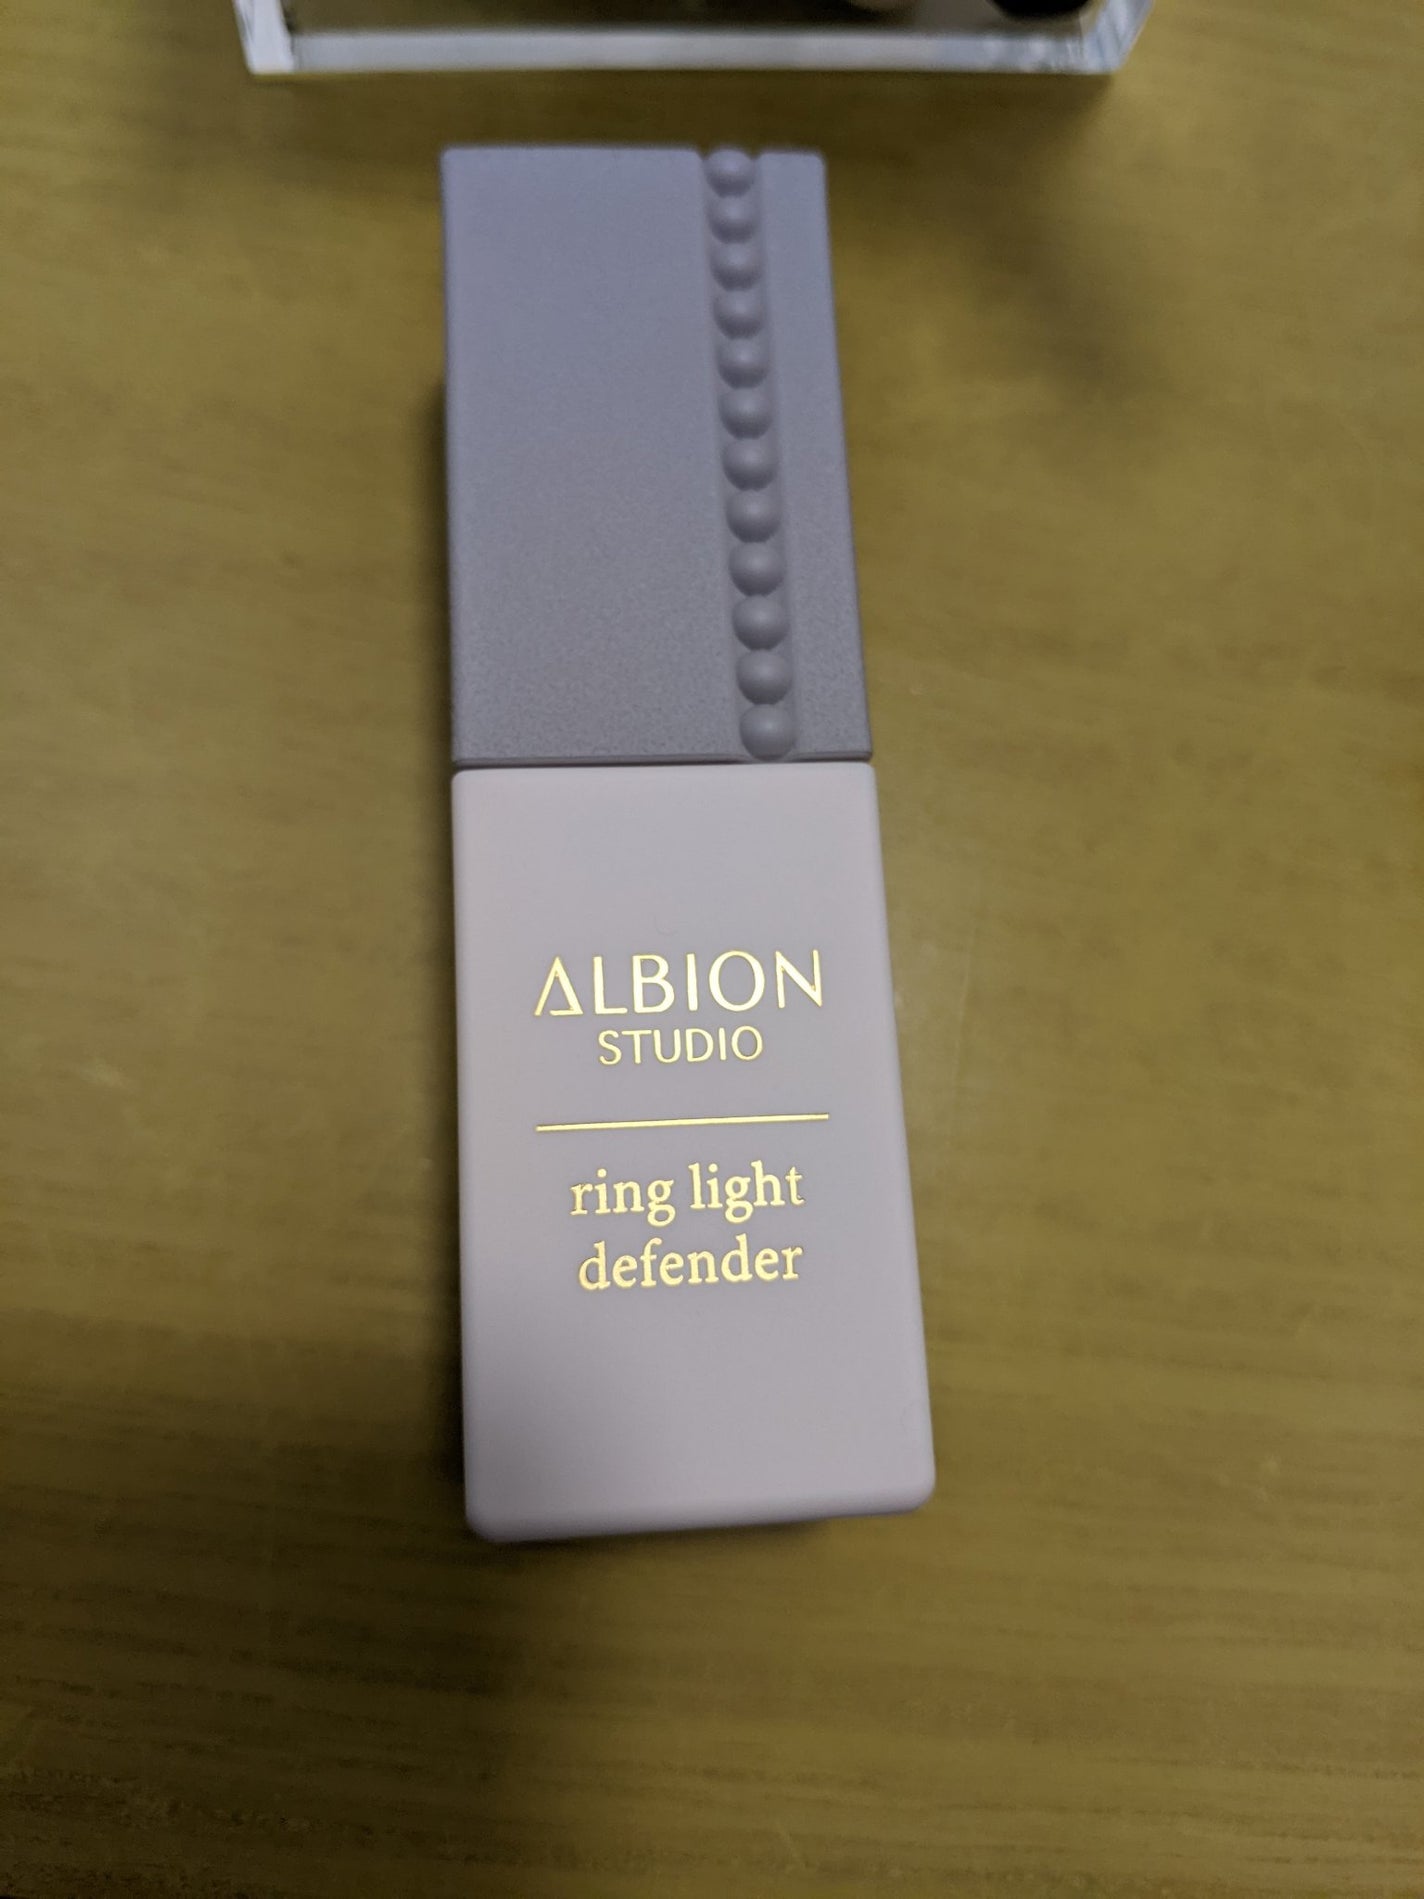 ALBION
STUDIO
ring light
defender